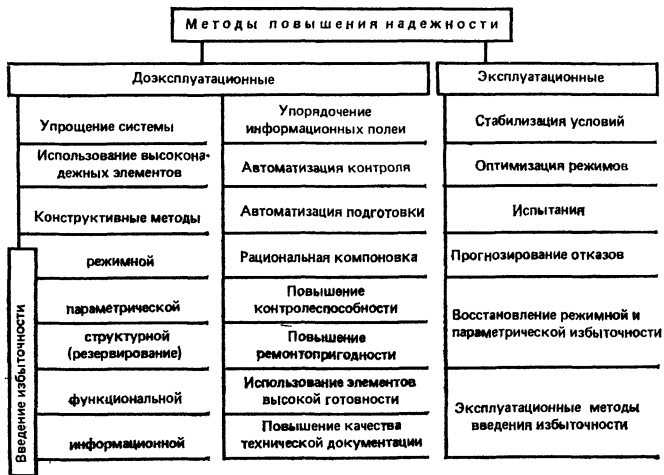 Методы повышения надежности
Доэксплуатационные
Упрощение системы
Использование высокона-
дежных элементов
Конструктивные методы
Введение избыточности
режимной
параметрической
структурной
(резервирование)
функциональной
информационной
Упорядочение
информационных полеи
Автоматизация контроля
Автоматизация подготовки
Рациональная компоновка
Повышение
контролеспособности
Повышение
ремонтопригодности
Использование элементов
высокой готовности
Повышение качества
технической документации
Эксплуатационные
Стабилизация условий
Оптимизация режимов
Испытания
Прогнозирование отказов
Восстановление режимной и
параметрической избыточности
Эксплуатационные методы
введения избыточности